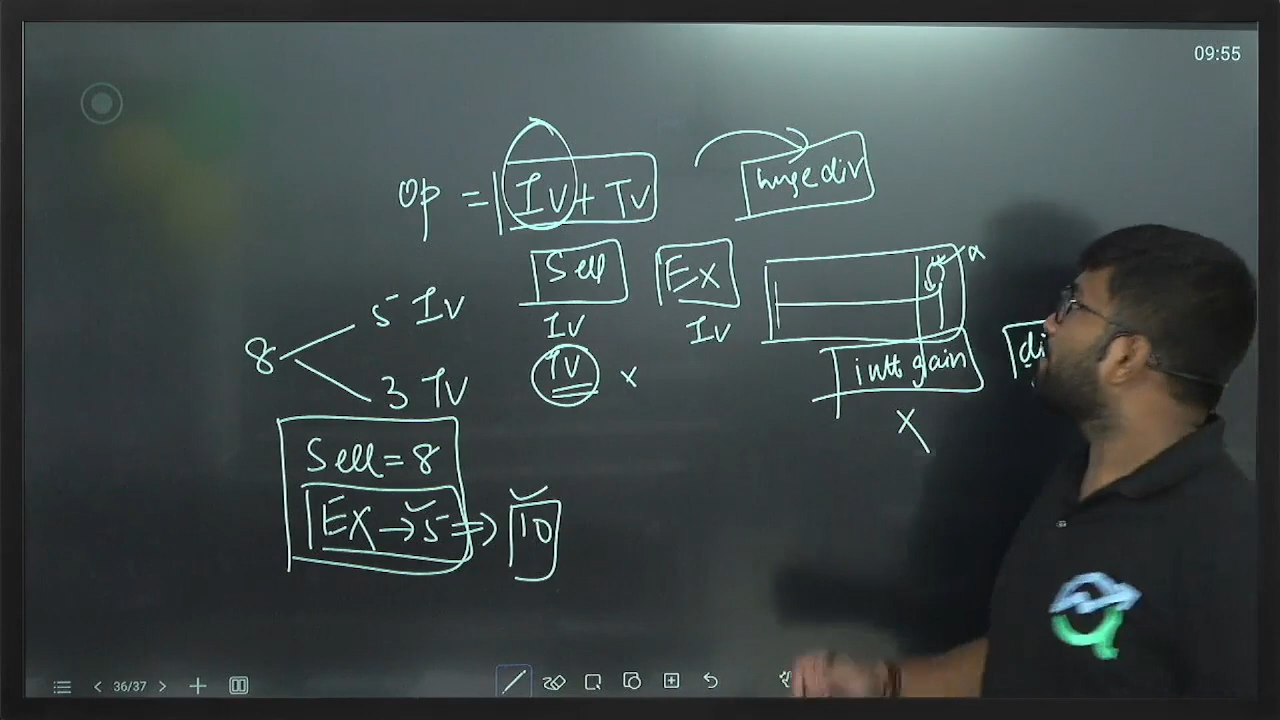 09:55
Op = Iv + Tv
huge div
Sell
Ex
α
Iv
Iv
Tv x
8
5 Iv
3 Tv
intt gain
di
x
Sell = 8
Ex → 5 => 10
36/37